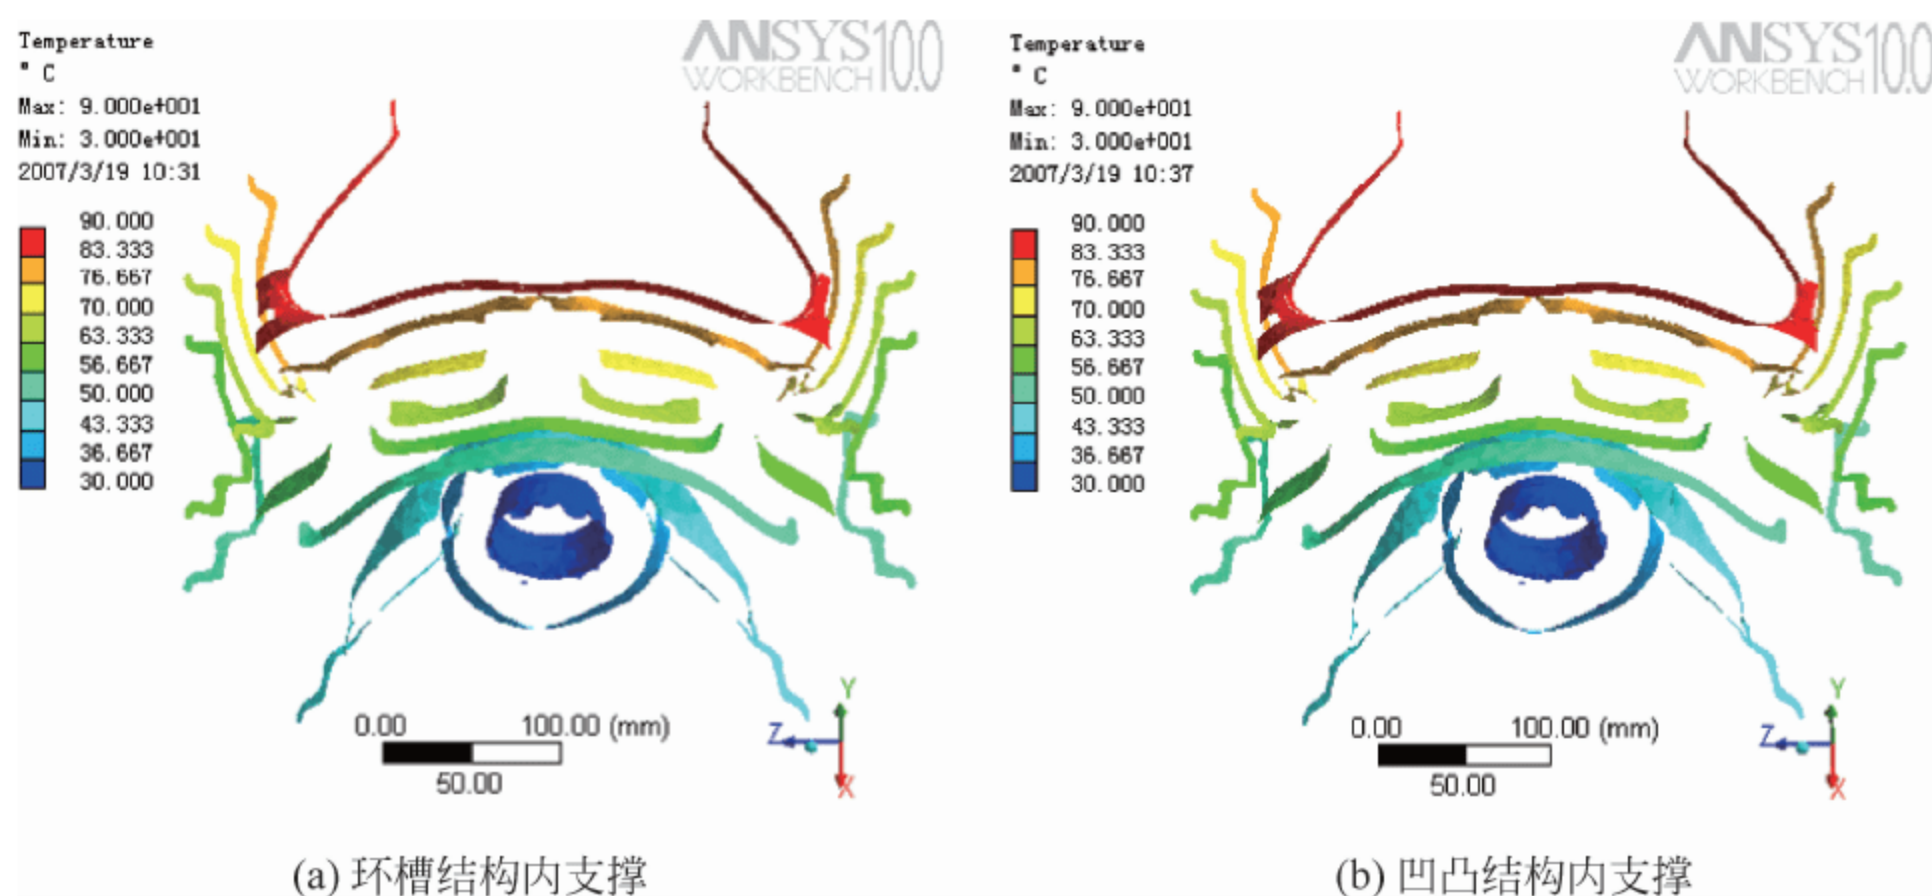 Temperature
° C
Max: 9.000e+001
Min: 3.000e+001
2007/3/19 10:31
90.000
83.333
76.667
70.000
63.333
56.667
50.000
43.333
36.667
30.000
ANSYS 10.0
WORKBENCH
0.00 100.00 (mm)
50.00
Y
Z
X
(a) 环槽结构内支撑
Temperature
° C
Max: 9.000e+001
Min: 3.000e+001
2007/3/19 10:37
90.000
83.333
76.667
70.000
63.333
56.667
50.000
43.333
36.667
30.000
ANSYS 10.0
WORKBENCH
0.00 100.00 (mm)
50.00
Y
Z
X
(b) 凹凸结构内支撑